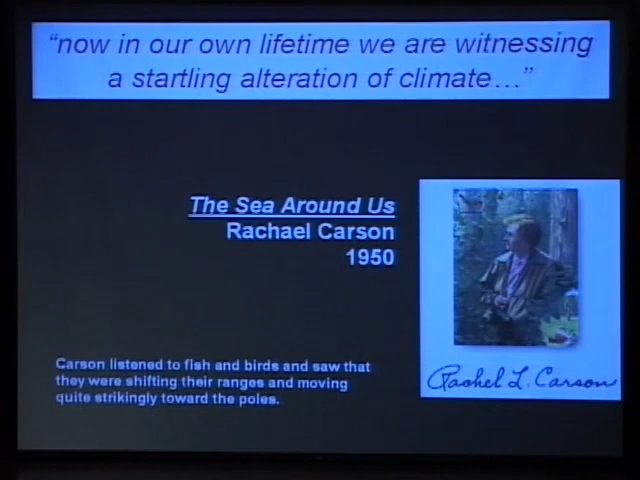 “now in our own lifetime we are witnessing
a startling alteration of climate…”
The Sea Around Us
Rachael Carson
1950
Carson listened to fish and birds and saw that
they were shifting their ranges and moving
quite strikingly toward the poles.
Rachel L. Carson